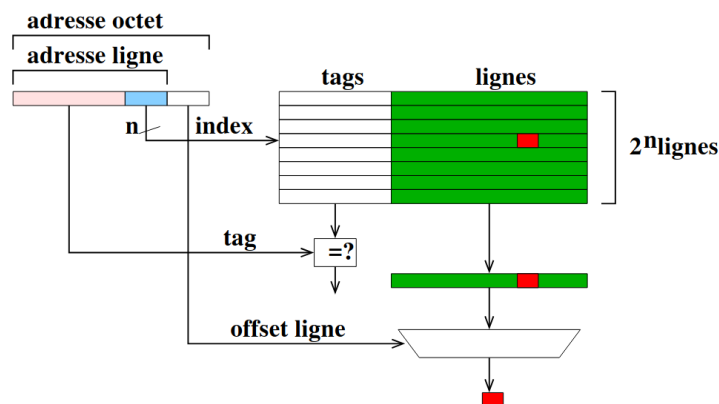 adresse octet
adresse ligne
tags
lignes
n
index
2ⁿlignes
tag
=?
offset ligne